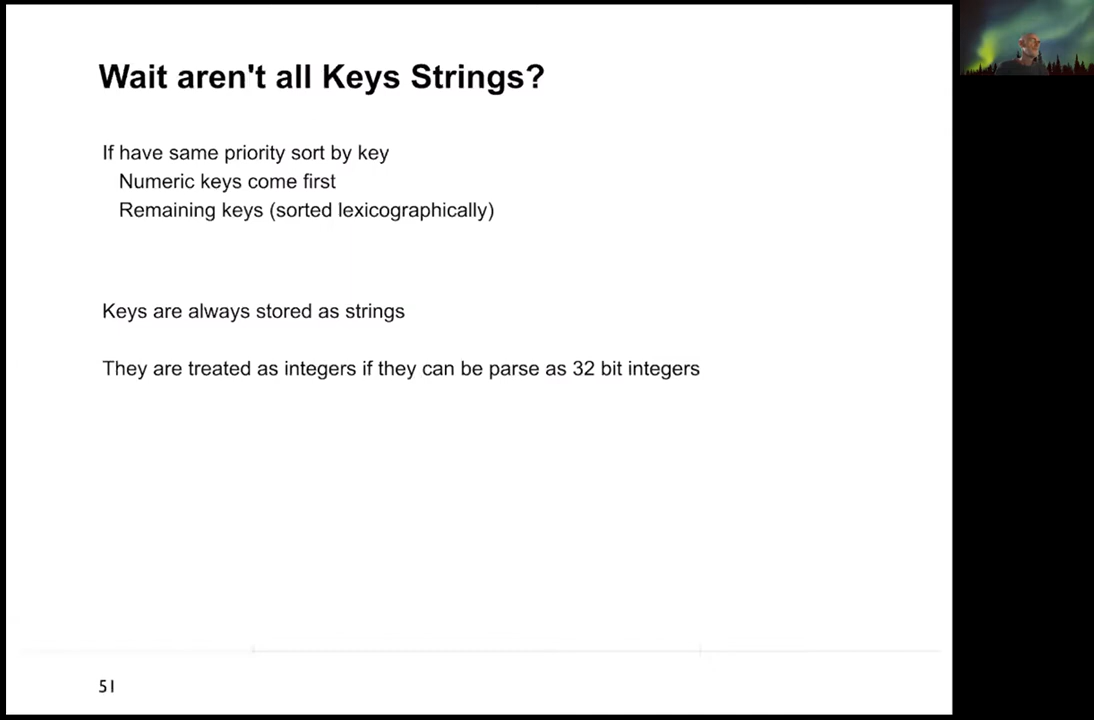 Wait aren't all Keys Strings?
If have same priority sort by key
Numeric keys come first
Remaining keys (sorted lexicographically)
Keys are always stored as strings
They are treated as integers if they can be parse as 32 bit integers
51